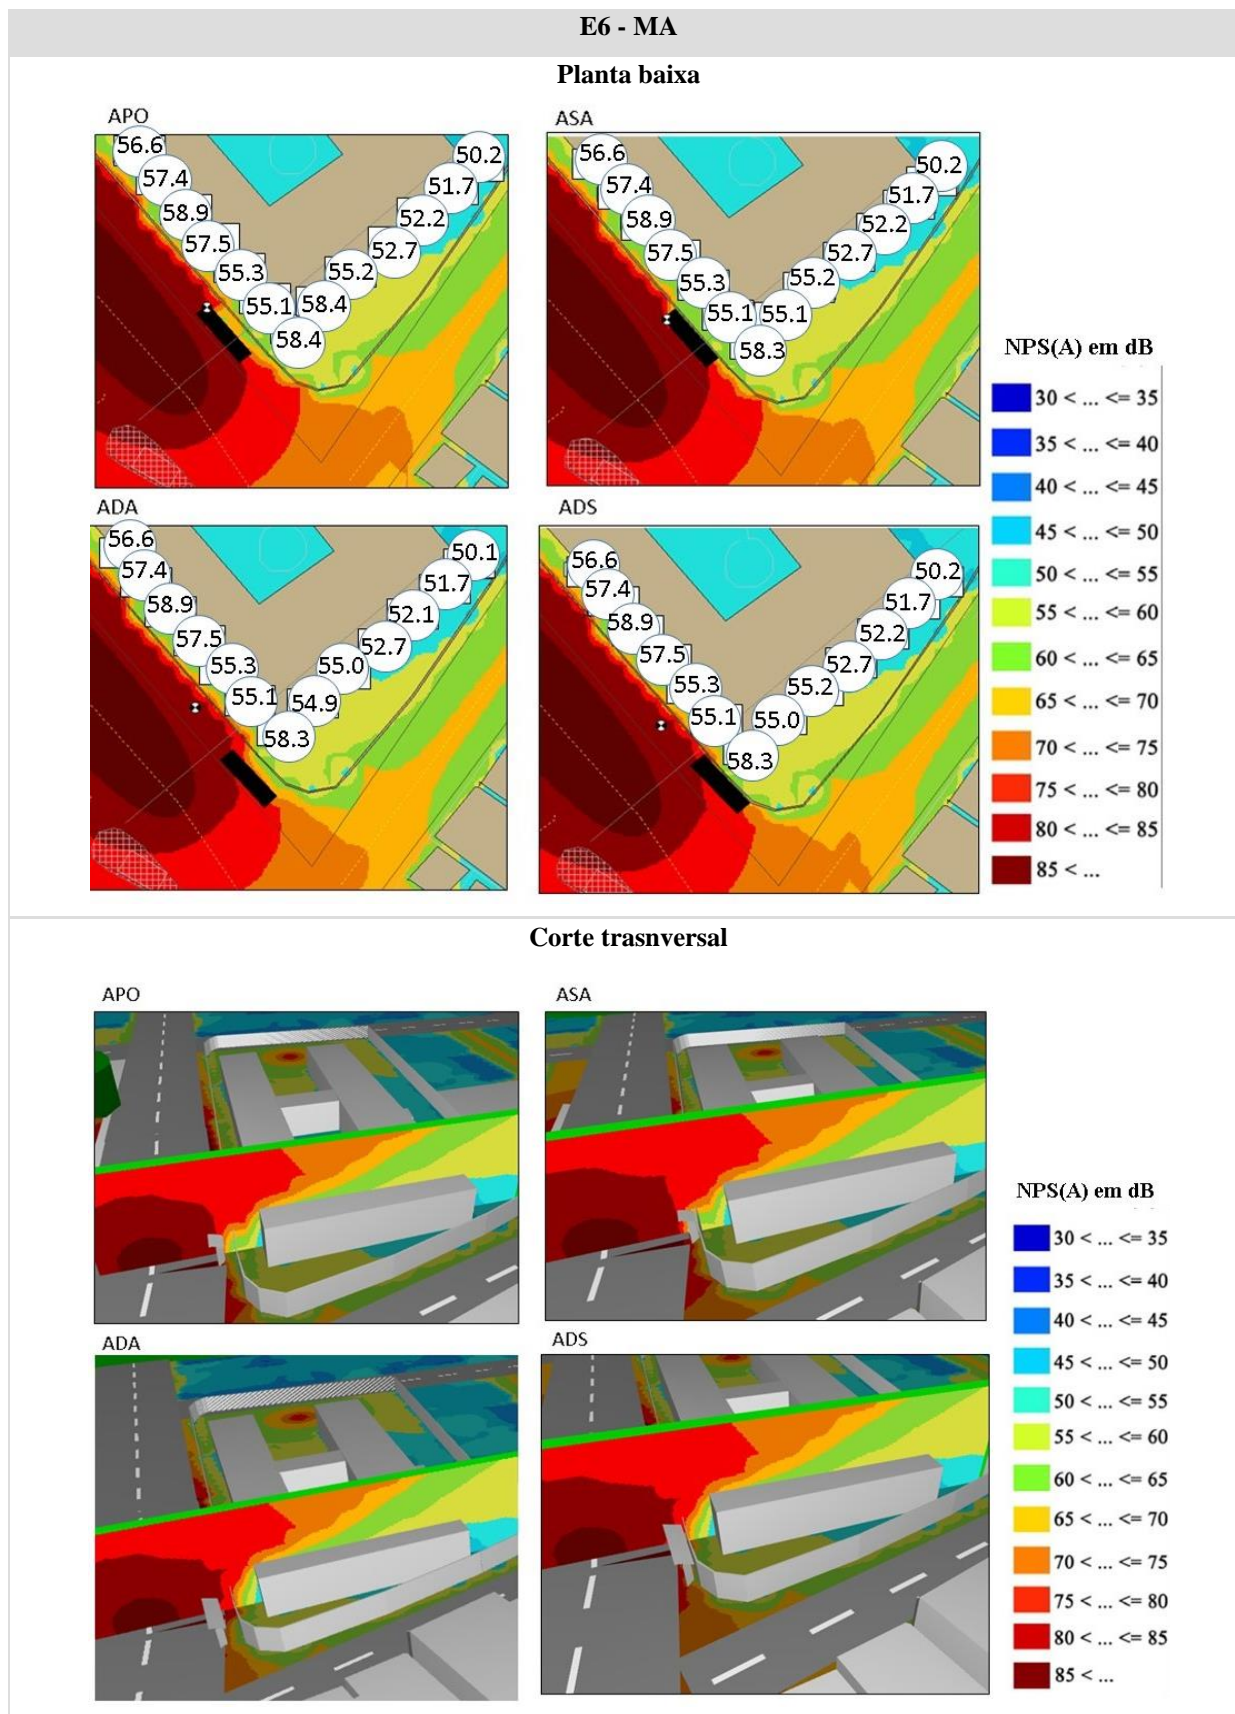 E6 - MA
Planta baixa
APO
56.6
57.4
58.9
57.5
55.3
55.1
58.4
58.4
55.2
52.7
52.2
51.7
50.2
ASA
56.6
57.4
58.9
57.5
55.3
55.1
58.3
55.1
55.2
52.7
52.2
51.7
50.2
ADA
56.6
57.4
58.9
57.5
55.3
55.1
58.3
54.9
55.0
52.7
52.1
51.7
50.1
ADS
56.6
57.4
58.9
57.5
55.3
55.1
58.3
55.0
55.2
52.7
52.2
51.7
50.2
NPS(A) em dB
30 < ... <= 35
35 < ... <= 40
40 < ... <= 45
45 < ... <= 50
50 < ... <= 55
55 < ... <= 60
60 < ... <= 65
65 < ... <= 70
70 < ... <= 75
75 < ... <= 80
80 < ... <= 85
85 < ...
Corte trasnversal
APO
ASA
ADA
ADS
NPS(A) em dB
30 < ... <= 35
35 < ... <= 40
40 < ... <= 45
45 < ... <= 50
50 < ... <= 55
55 < ... <= 60
60 < ... <= 65
65 < ... <= 70
70 < ... <= 75
75 < ... <= 80
80 < ... <= 85
85 < ...